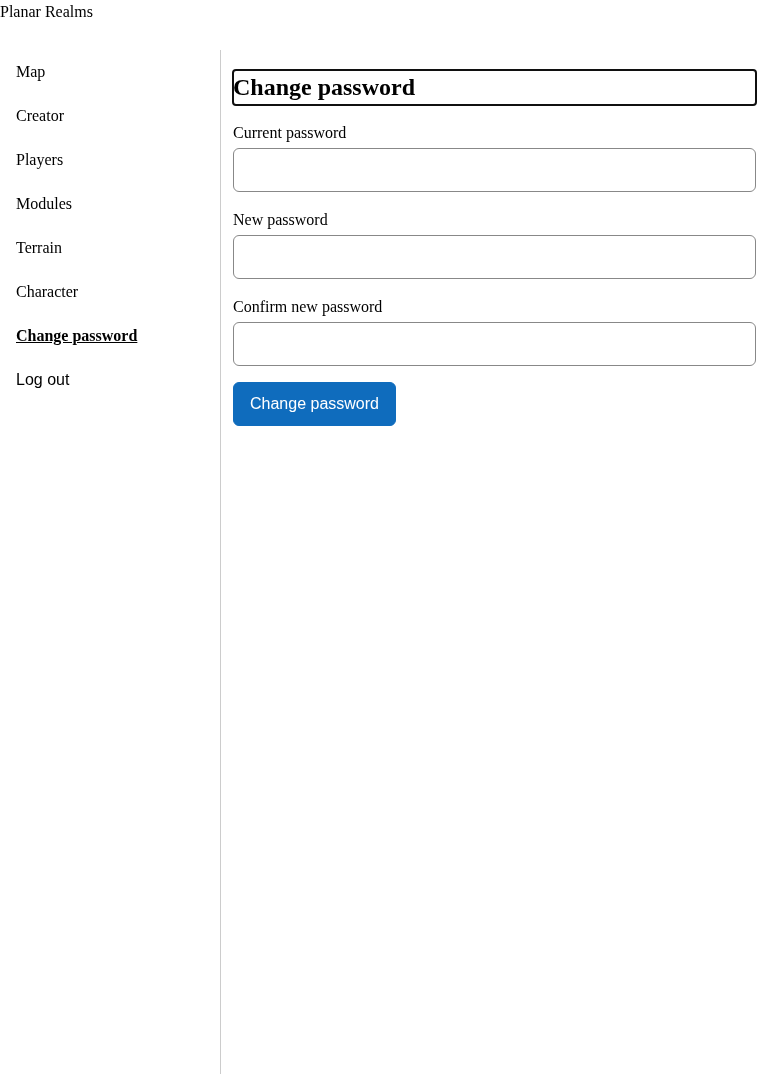 Planar Realms
Map
Creator
Players
Modules
Terrain
Character
Change password
Log out
Change password
Current password
New password
Confirm new password
Change password